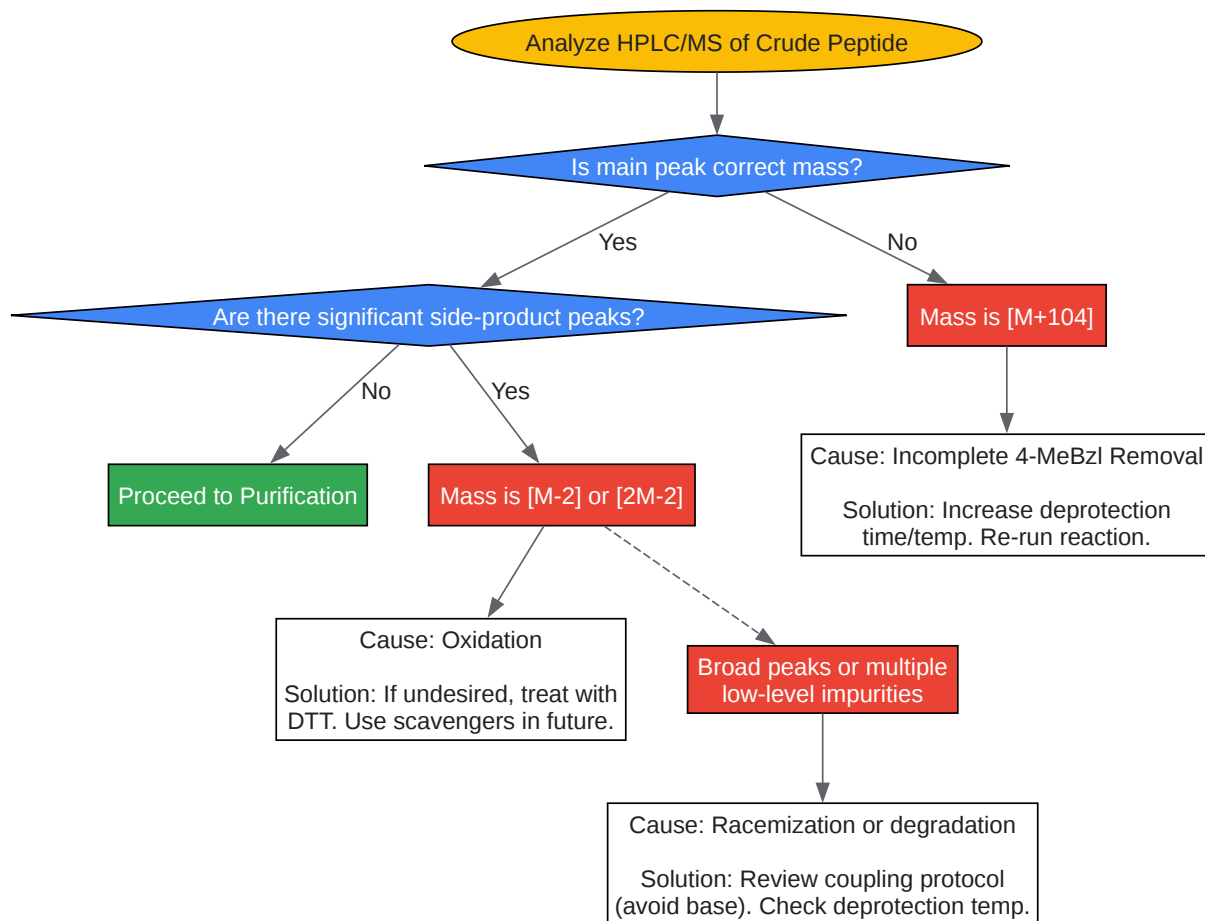 Analyze HPLC/MS of Crude Peptide
Is main peak correct mass?
Yes
No
Are there significant side-product peaks?
Mass is [M+104]
No
Yes
Cause: Incomplete 4-MeBzl Removal
Solution: Increase deprotection
time/temp. Re-run reaction.
Proceed to Purification
Mass is [M-2] or [2M-2]
Cause: Oxidation
Solution: If undesired, treat with
DTT. Use scavengers in future.
Broad peaks or multiple
low-level impurities
Cause: Racemization or degradation
Solution: Review coupling protocol
(avoid base). Check deprotection temp.